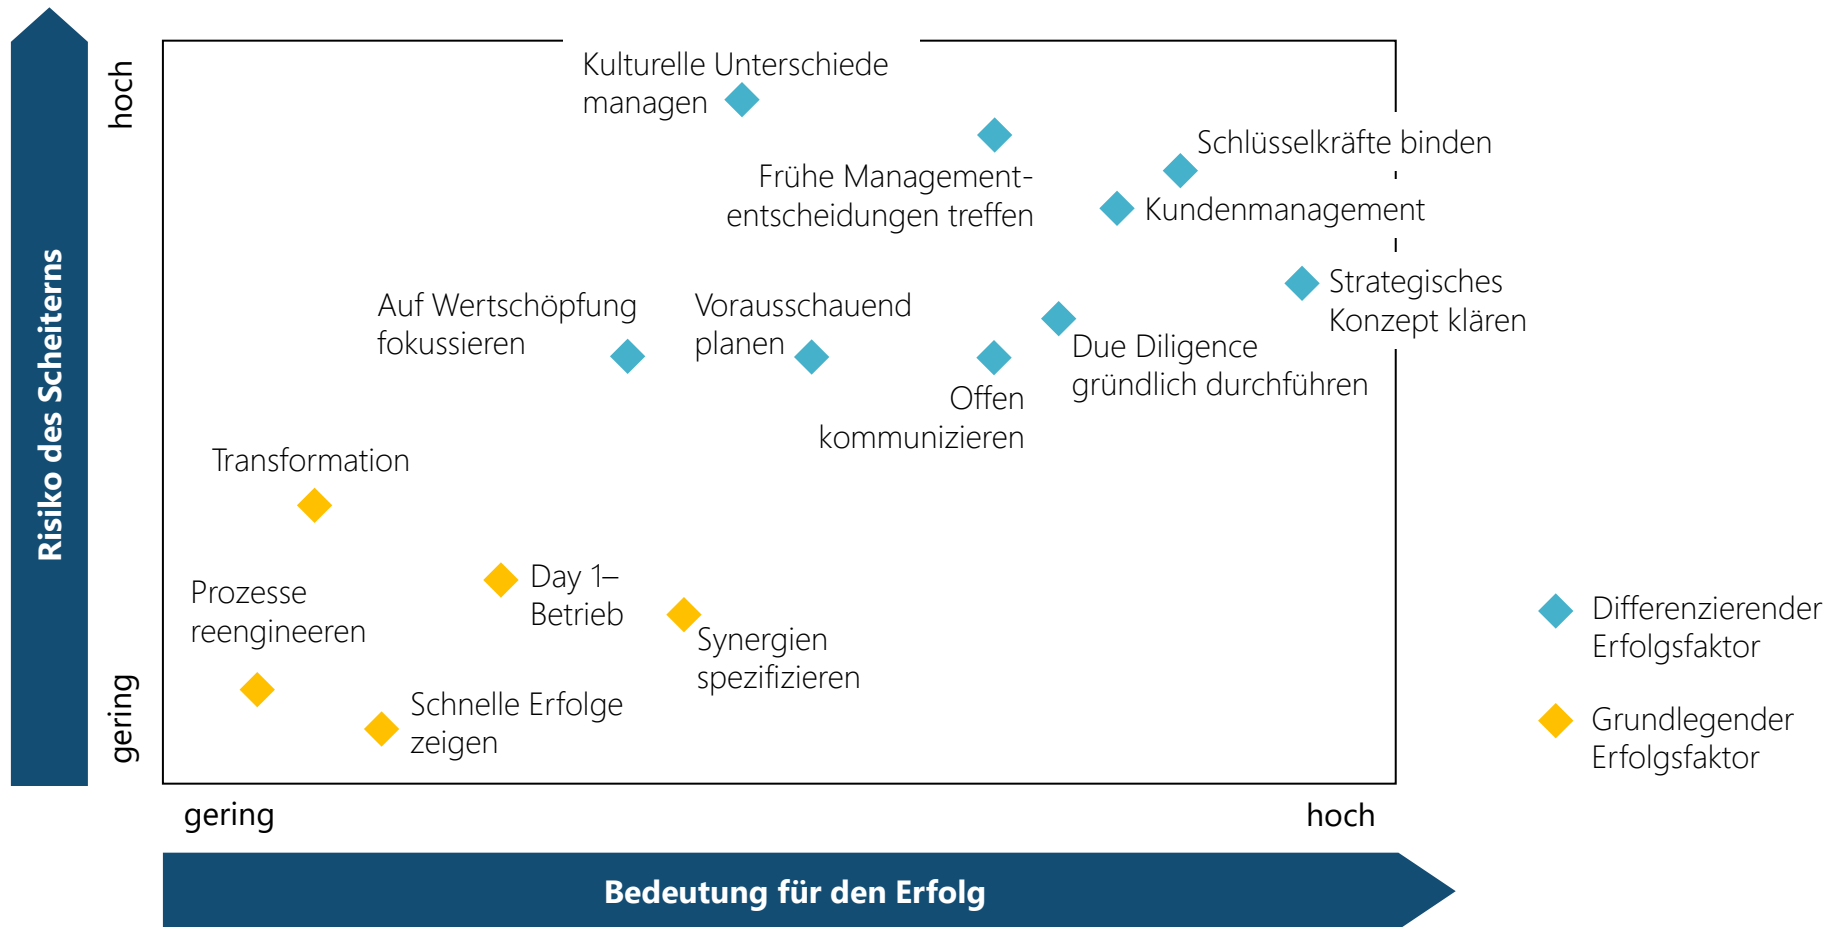 hoch
Kulturelle Unterschiede
managen
Schlüsselkräfte binden
Frühe Management-
entscheidungen treffen
Kundenmanagement
Strategisches
Konzept klären
Auf Wertschöpfung
fokussieren
Vorausschauend
planen
Due Diligence
gründlich durchführen
Offen
kommunizieren
Risiko des Scheiterns
Transformation
Day 1–
Betrieb
Prozesse
reengineeren
Synergien
spezifizieren
Schnelle Erfolge
zeigen
gering
Differenzierender
Erfolgsfaktor
Grundlegender
Erfolgsfaktor
gering
hoch
Bedeutung für den Erfolg